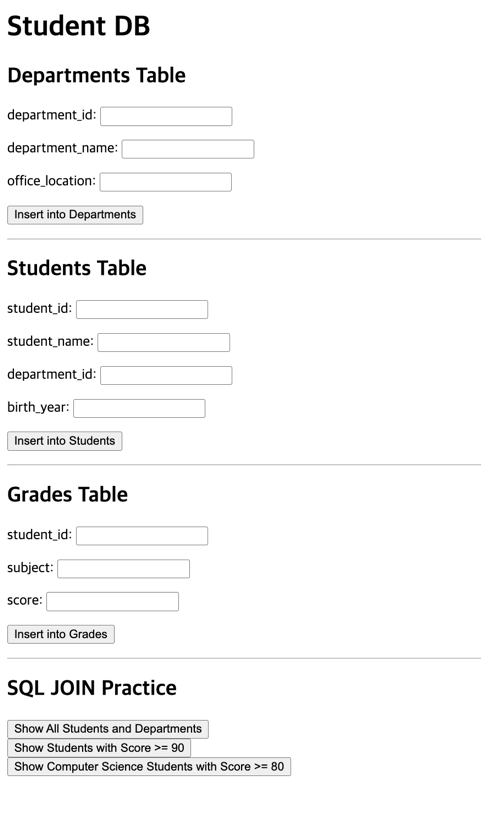 Student DB
Departments Table
department_id:
department_name:
office_location:
Insert into Departments
Students Table
student_id:
student_name:
department_id:
birth_year:
Insert into Students
Grades Table
student_id:
subject:
score:
Insert into Grades
SQL JOIN Practice
Show All Students and Departments
Show Students with Score >= 90
Show Computer Science Students with Score >= 80